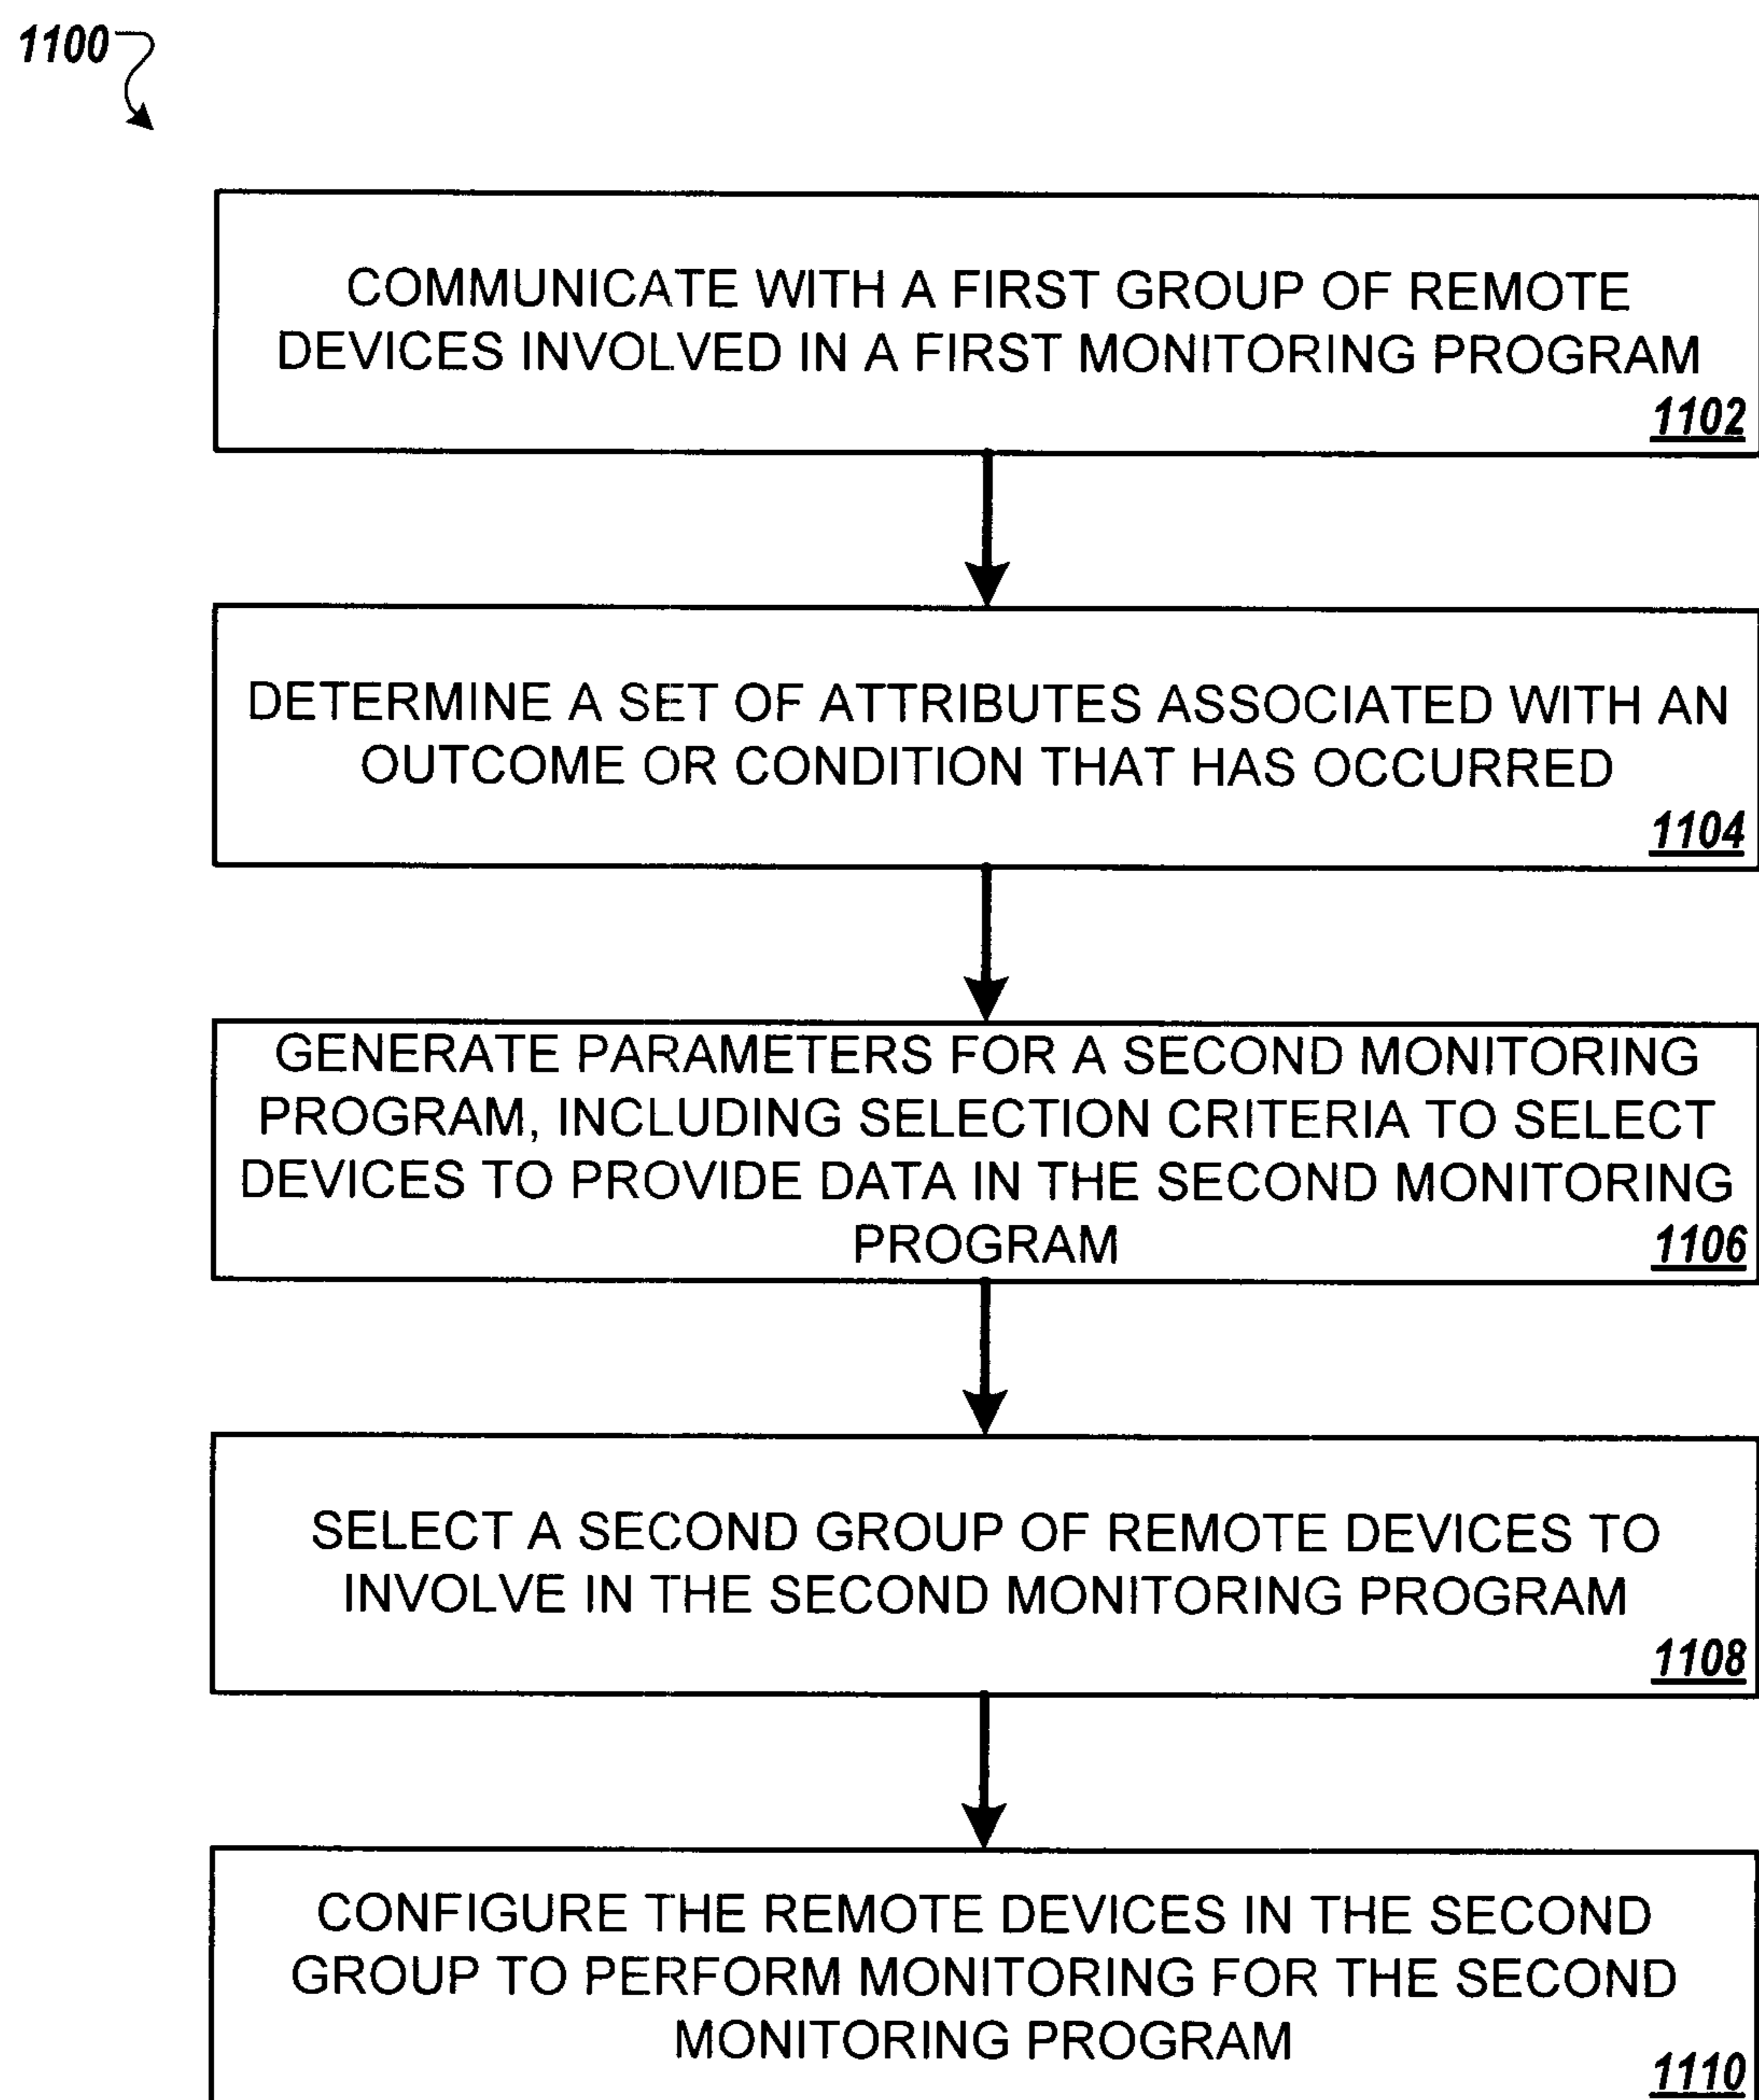 1100
COMMUNICATE WITH A FIRST GROUP OF REMOTE
DEVICES INVOLVED IN A FIRST MONITORING PROGRAM
1102
DETERMINE A SET OF ATTRIBUTES ASSOCIATED WITH AN
OUTCOME OR CONDITION THAT HAS OCCURRED
1104
GENERATE PARAMETERS FOR A SECOND MONITORING
PROGRAM, INCLUDING SELECTION CRITERIA TO SELECT
DEVICES TO PROVIDE DATA IN THE SECOND MONITORING
PROGRAM
1106
SELECT A SECOND GROUP OF REMOTE DEVICES TO
INVOLVE IN THE SECOND MONITORING PROGRAM
1108
CONFIGURE THE REMOTE DEVICES IN THE SECOND
GROUP TO PERFORM MONITORING FOR THE SECOND
MONITORING PROGRAM
1110